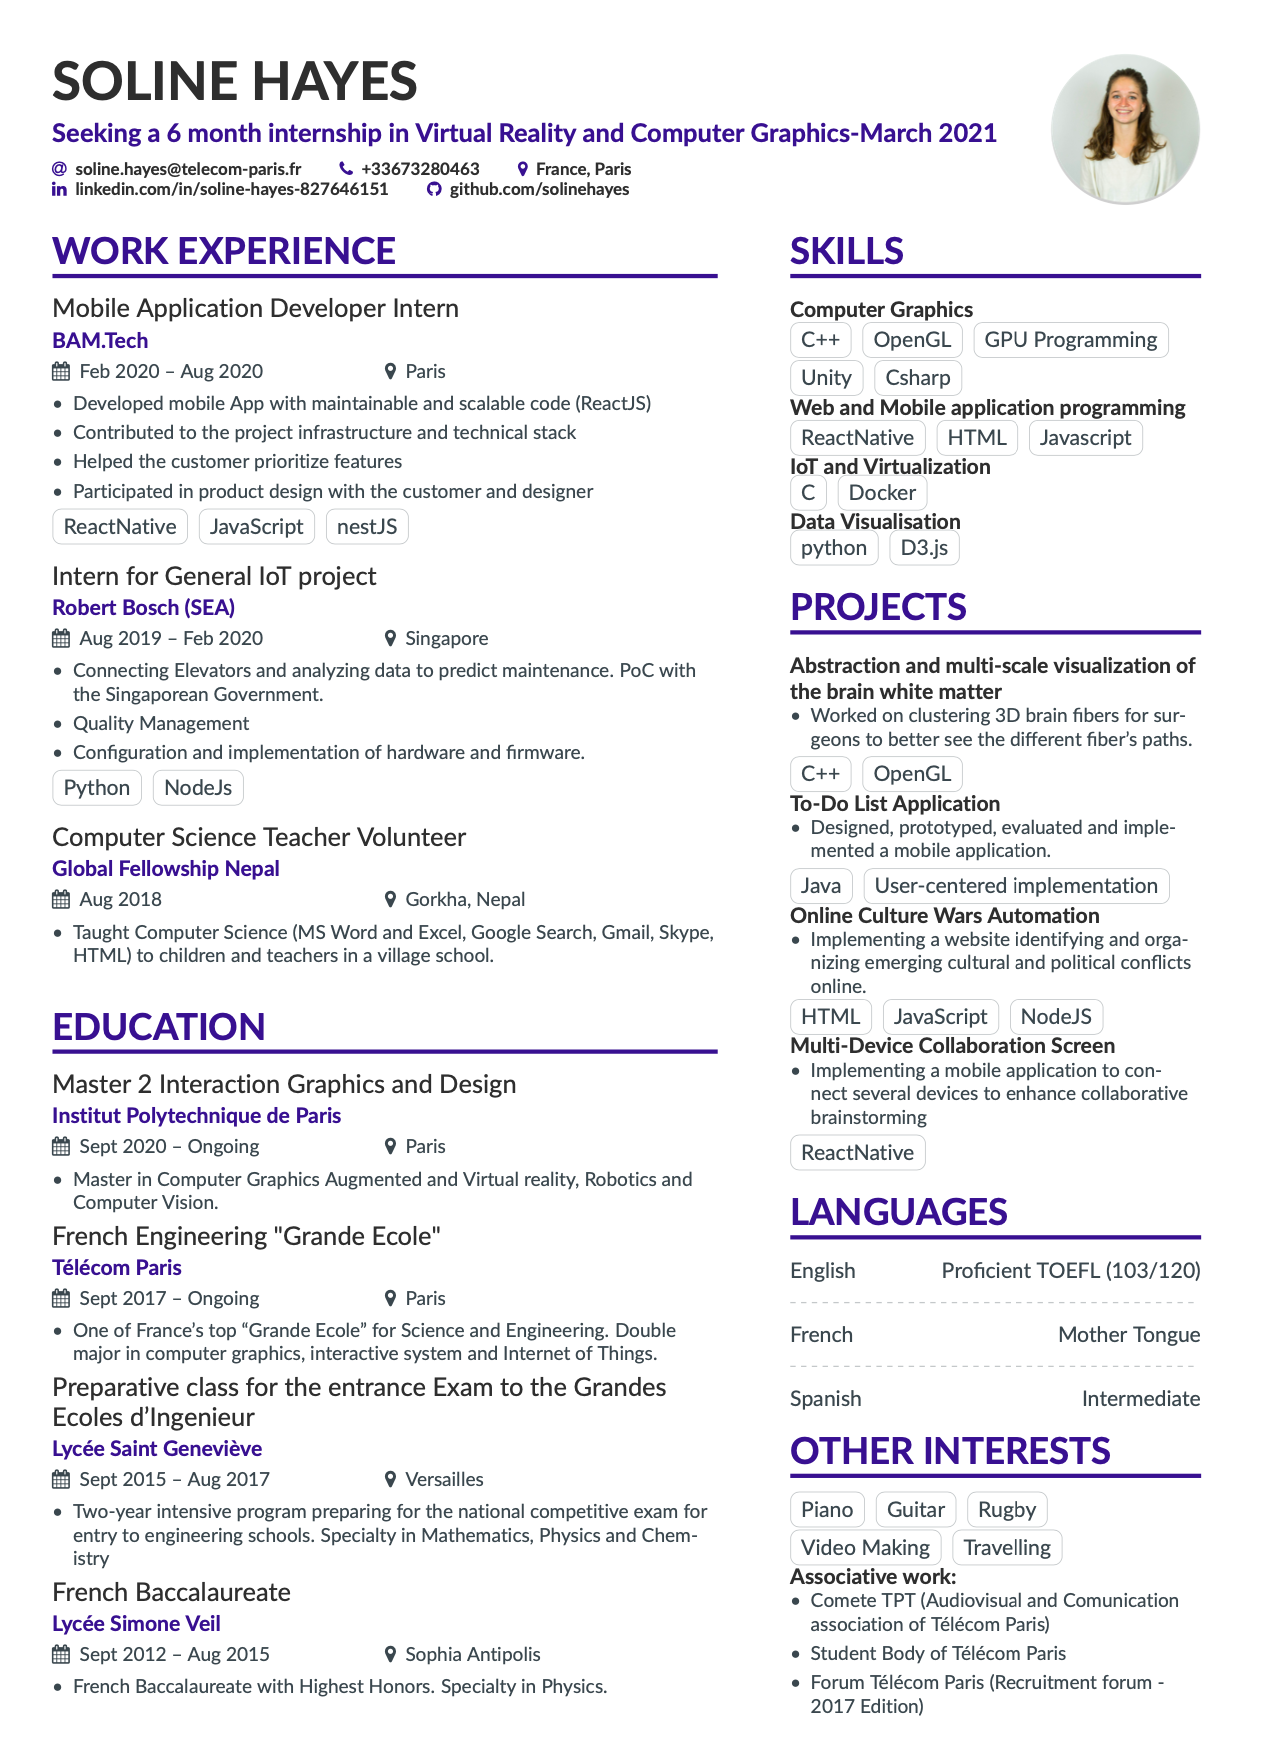 SOLINE HAYES
Seeking a 6 month internship in Virtual Reality and Computer Graphics-March 2021
soline.hayes@telecom-paris.fr +33673280463 France, Paris
linkedin.com/in/soline-hayes-827646151 github.com/solinehayes
WORK EXPERIENCE
Mobile Application Developer Intern
BAM.Tech
Feb 2020 – Aug 2020 Paris
• Developed mobile App with maintainable and scalable code (ReactJS)
• Contributed to the project infrastructure and technical stack
• Helped the customer prioritize features
• Participated in product design with the customer and designer
ReactNative JavaScript nestJS
Intern for General IoT project
Robert Bosch (SEA)
Aug 2019 – Feb 2020 Singapore
• Connecting Elevators and analyzing data to predict maintenance. PoC with
the Singaporean Government.
• Quality Management
• Configuration and implementation of hardware and firmware.
Python NodeJs
Computer Science Teacher Volunteer
Global Fellowship Nepal
Aug 2018 Gorkha, Nepal
• Taught Computer Science (MS Word and Excel, Google Search, Gmail, Skype,
HTML) to children and teachers in a village school.
EDUCATION
Master 2 Interaction Graphics and Design
Institut Polytechnique de Paris
Sept 2020 – Ongoing Paris
• Master in Computer Graphics Augmented and Virtual reality, Robotics and
Computer Vision.
French Engineering "Grande Ecole"
Télécom Paris
Sept 2017 – Ongoing Paris
• One of France’s top “Grande Ecole” for Science and Engineering. Double
major in computer graphics, interactive system and Internet of Things.
Preparative class for the entrance Exam to the Grandes
Ecoles d’Ingenieur
Lycée Saint Geneviève
Sept 2015 – Aug 2017 Versailles
• Two-year intensive program preparing for the national competitive exam for
entry to engineering schools. Specialty in Mathematics, Physics and Chem-
istry
French Baccalaureate
Lycée Simone Veil
Sept 2012 – Aug 2015 Sophia Antipolis
• French Baccalaureate with Highest Honors. Specialty in Physics.
SKILLS
Computer Graphics
C++ OpenGL GPU Programming
Unity Csharp
Web and Mobile application programming
ReactNative HTML Javascript
IoT and Virtualization
C Docker
Data Visualisation
python D3.js
PROJECTS
Abstraction and multi-scale visualization of
the brain white matter
• Worked on clustering 3D brain fibers for sur-
geons to better see the different fiber’s paths.
C++ OpenGL
To-Do List Application
• Designed, prototyped, evaluated and imple-
mented a mobile application.
Java User-centered implementation
Online Culture Wars Automation
• Implementing a website identifying and orga-
nizing emerging cultural and political conflicts
online.
HTML JavaScript NodeJS
Multi-Device Collaboration Screen
• Implementing a mobile application to con-
nect several devices to enhance collaborative
brainstorming
ReactNative
LANGUAGES
English Proficient TOEFL (103/120)
French Mother Tongue
Spanish Intermediate
OTHER INTERESTS
Piano Guitar Rugby
Video Making Travelling
Associative work:
• Comete TPT (Audiovisual and Comunication
association of Télécom Paris)
• Student Body of Télécom Paris
• Forum Télécom Paris (Recruitment forum -
2017 Edition)